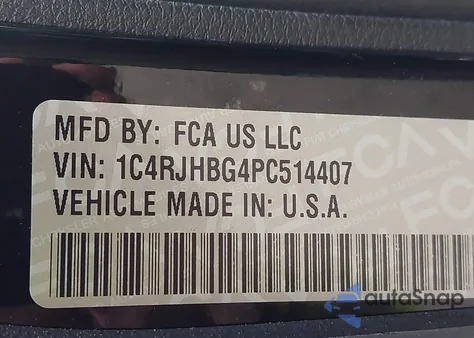 MFD BY: FCA US LLC
VIN: 1C4RJHBG4PC514407
VEHICLE MADE IN: U.S.A.
autoSnap